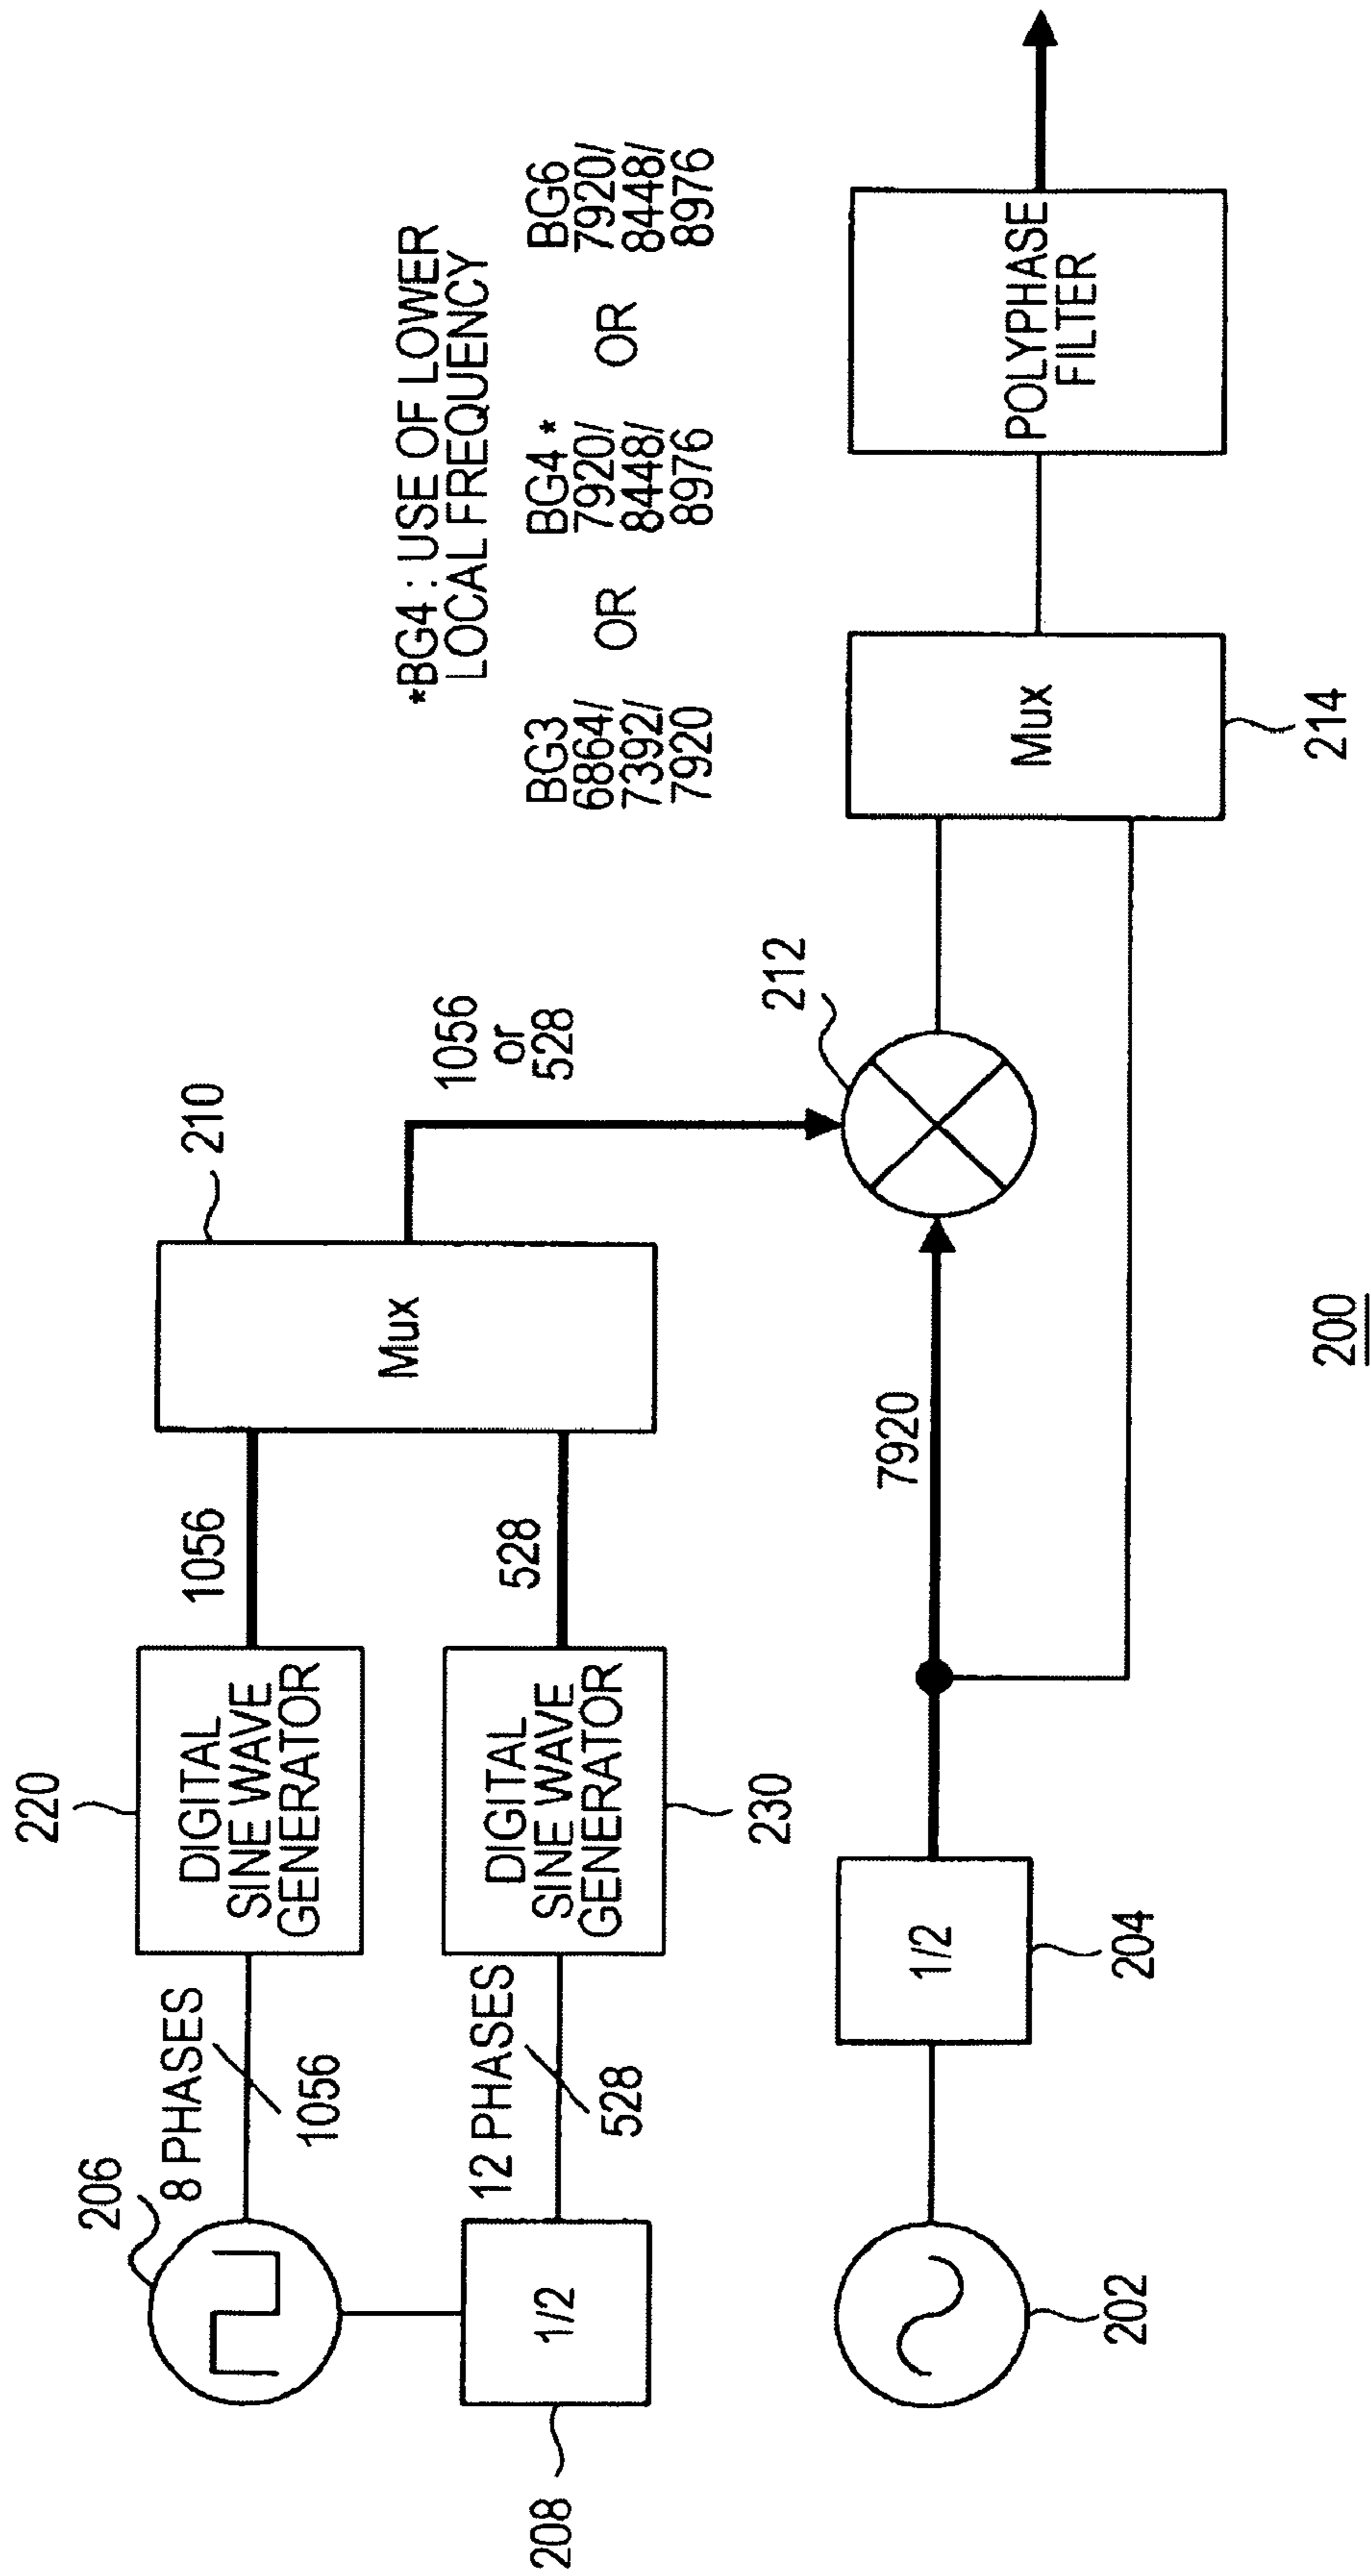 206
8 PHASES
1056
220
DIGITAL
SINE WAVE
GENERATOR
1056
210
Mux
1056
or
528
208
1/2
12 PHASES
528
DIGITAL
SINE WAVE
GENERATOR
230
528
*BG4 : USE OF LOWER
LOCAL FREQUENCY
BG3
6864/
7392/
7920
OR
BG4 *
7920/
8448/
8976
OR
BG6
7920/
8448/
8976
202
1/2
204
7920
212
Mux
214
POLYPHASE
FILTER
200